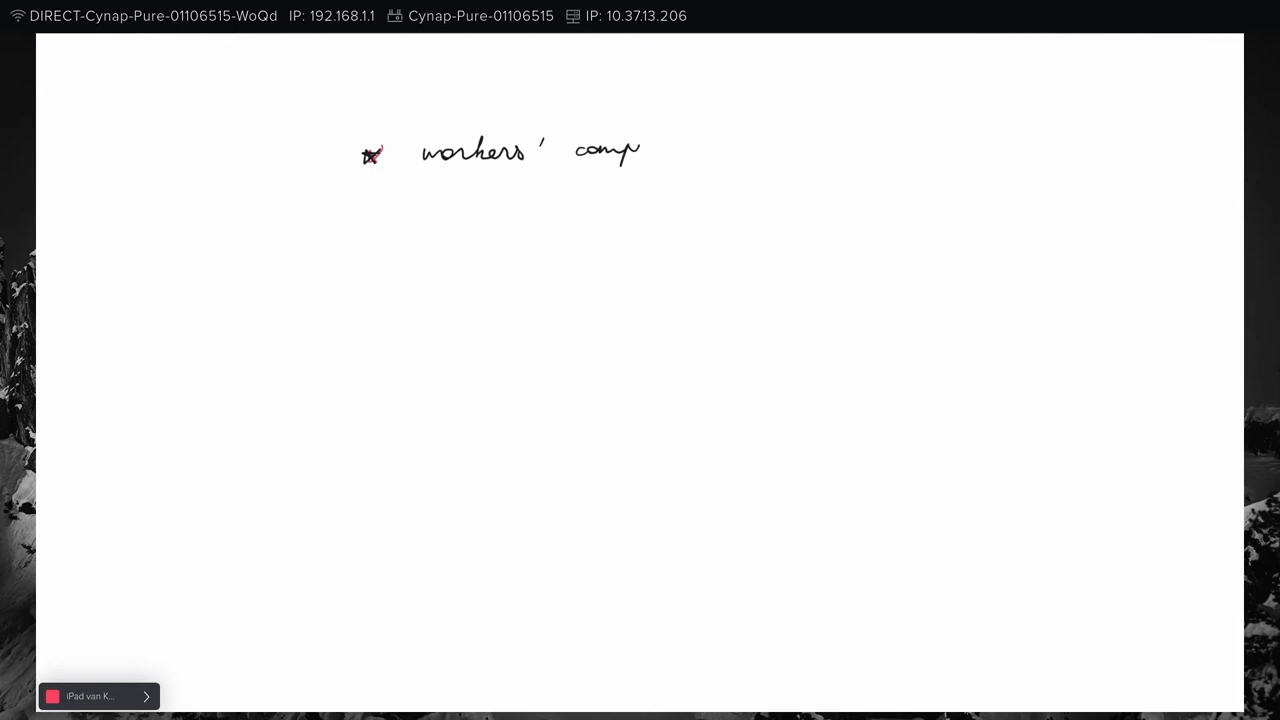 DIRECT-Cynap-Pure-01106515-WoQd IP: 192.168.1.1 Cynap-Pure-01106515 IP: 10.37.13.206
workers' comp
iPad van K...